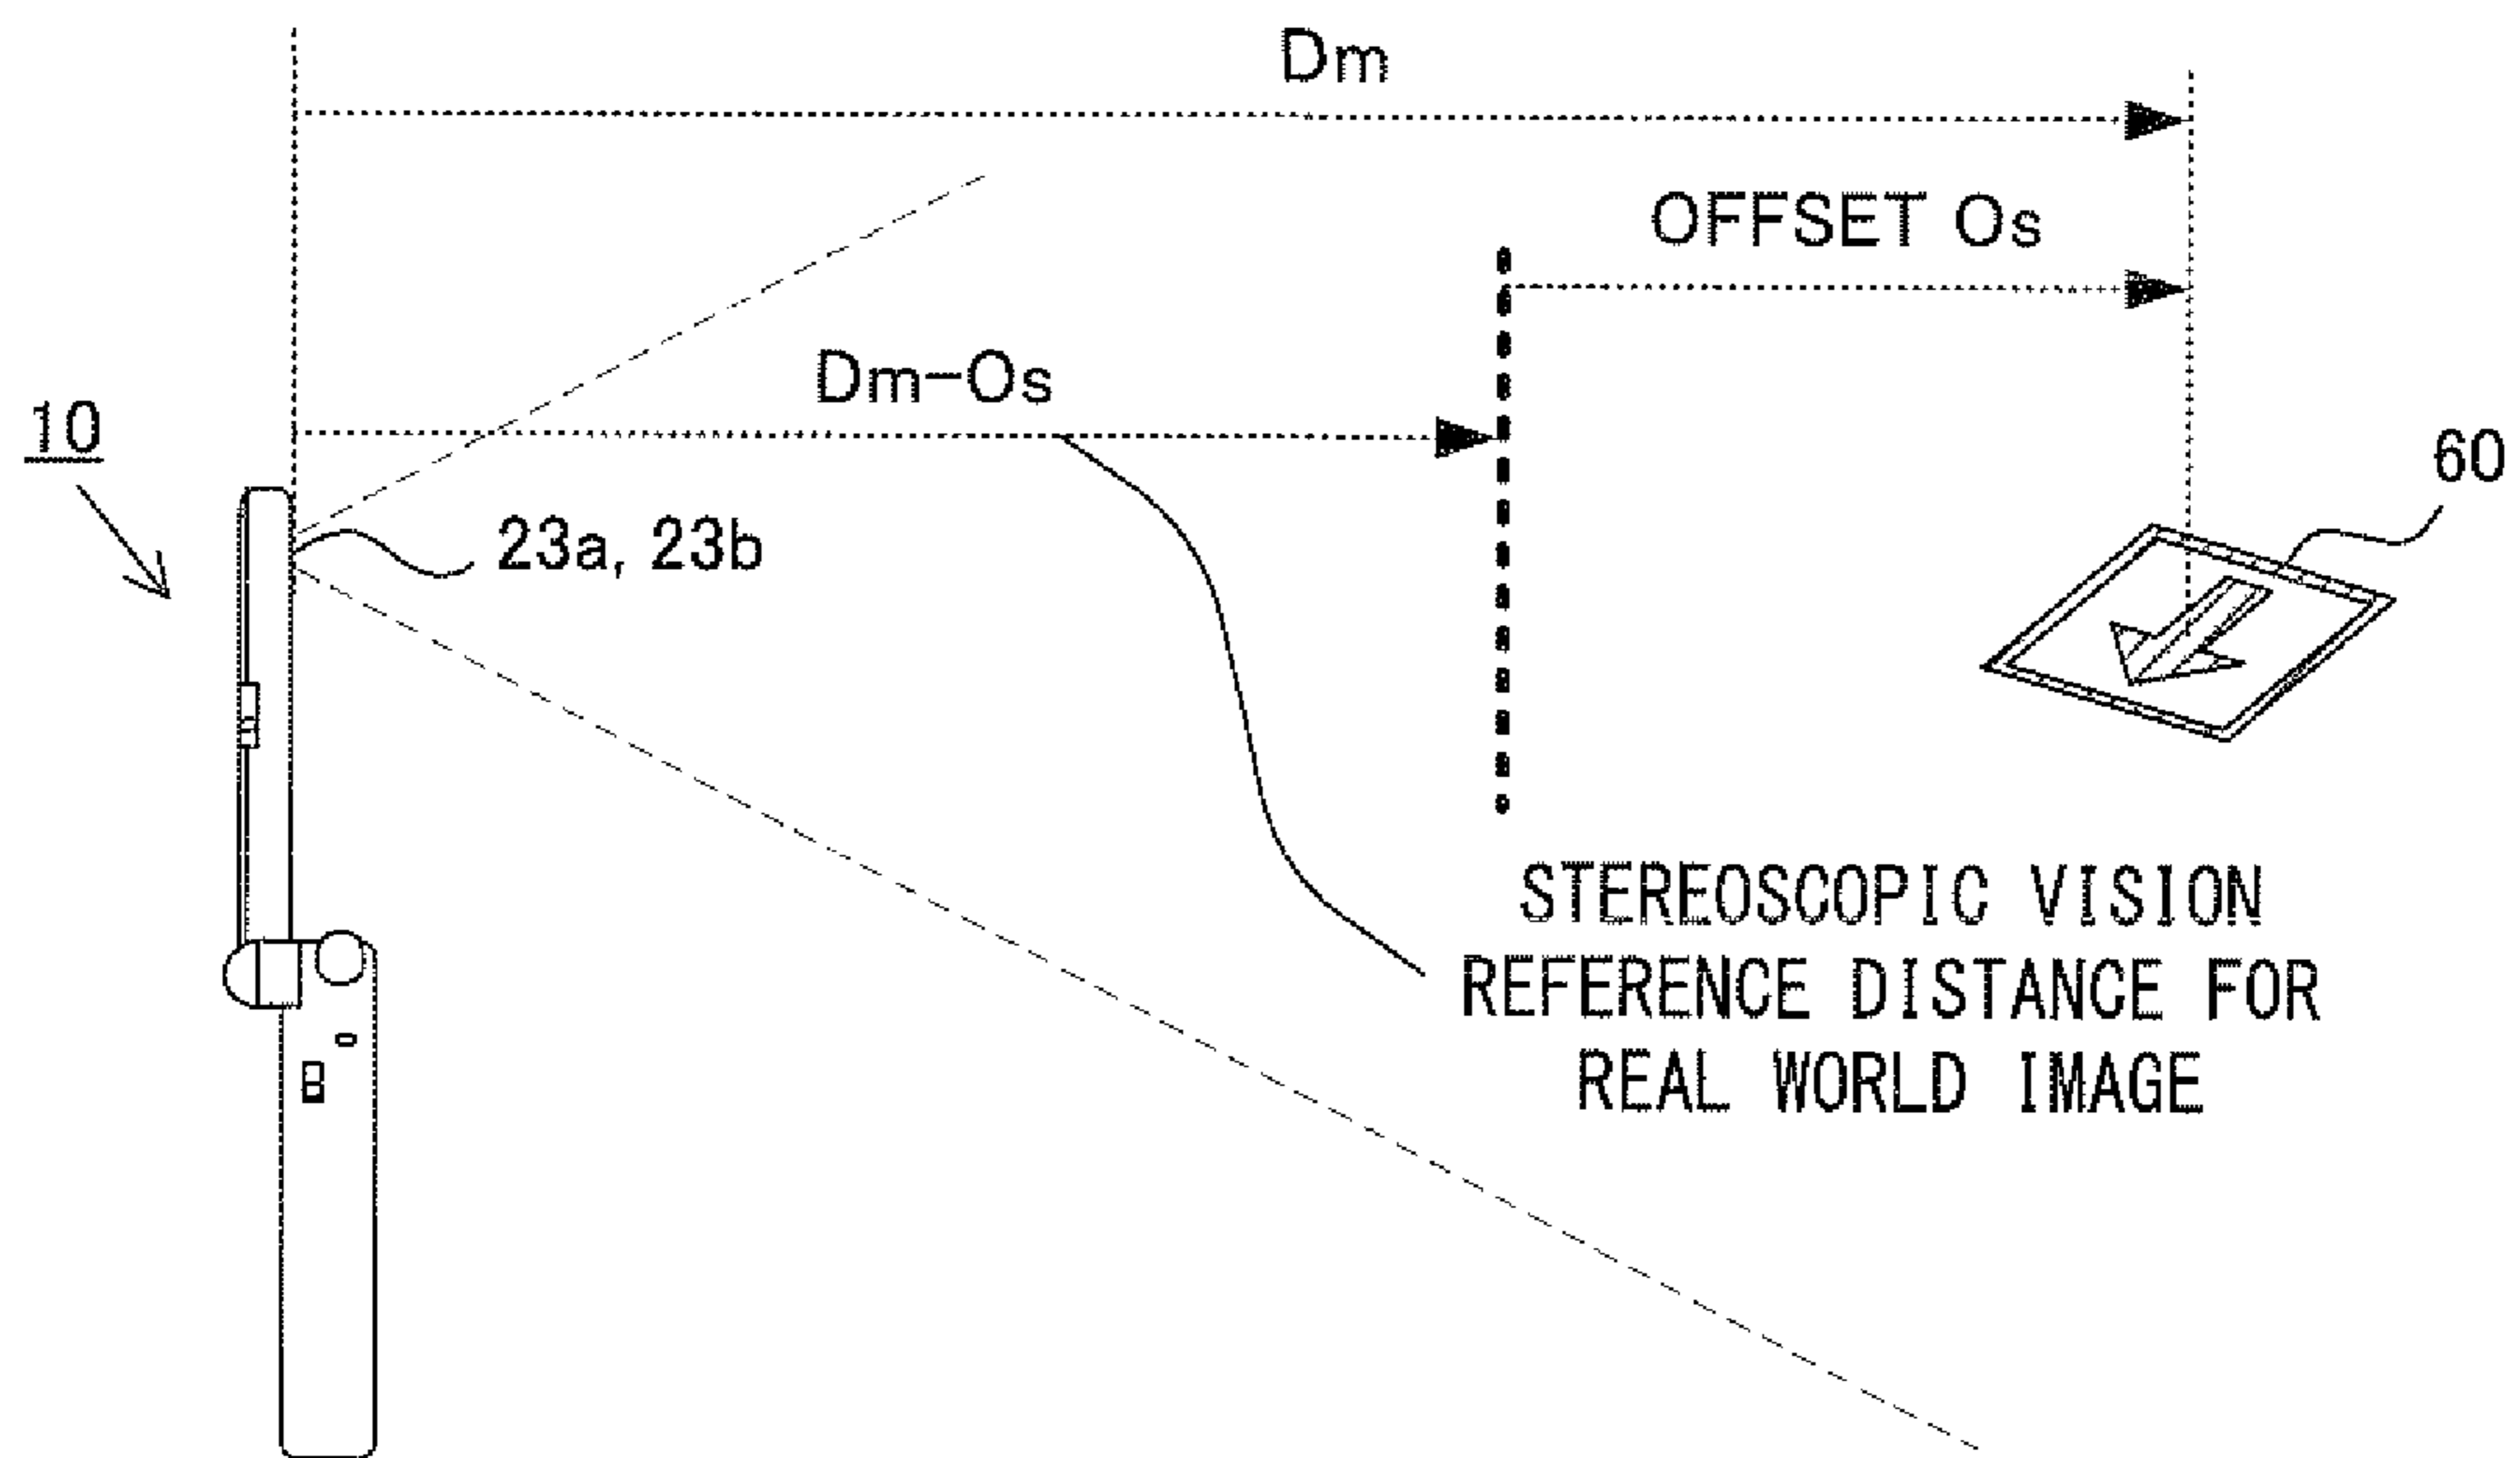 Dm
OFFSET Os
Dm-Os
10
60
23a, 23b
STEREOSCOPIC VISION
REFERENCE DISTANCE FOR
REAL WORLD IMAGE